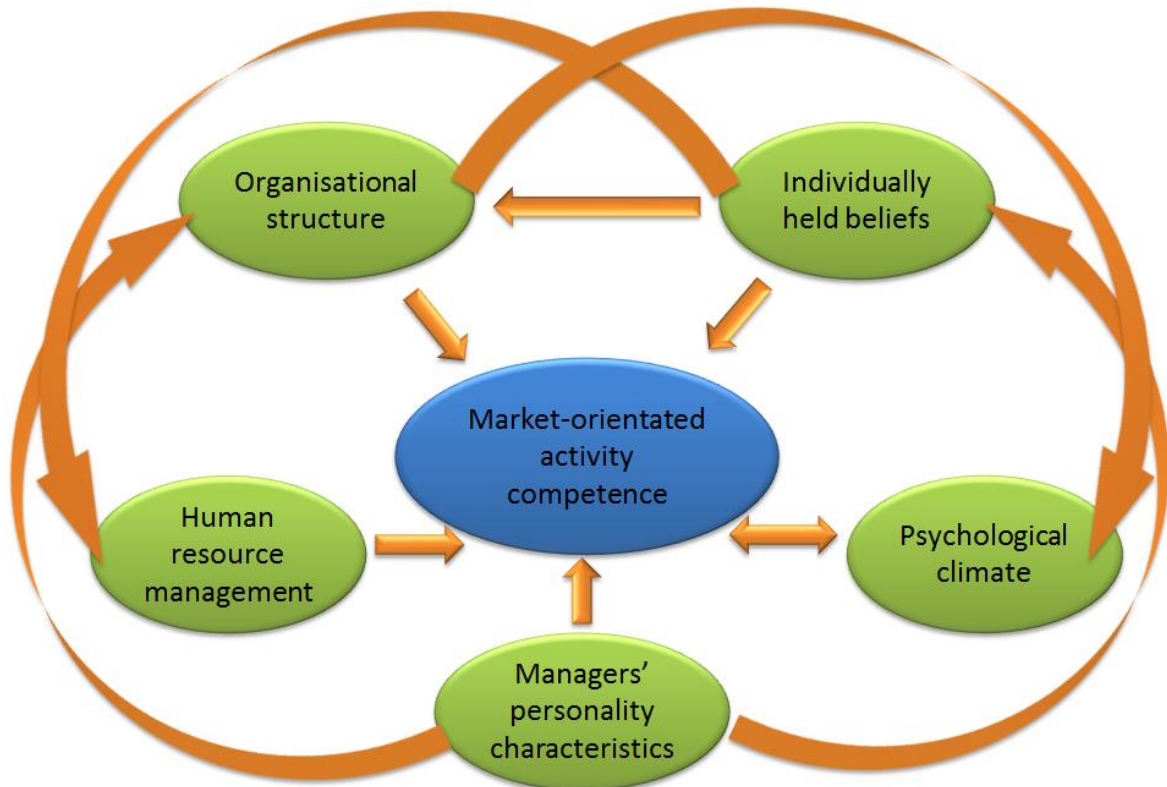 Organisational
structure
Individually
held beliefs
Market-orientated
activity
competence
Human
resource
management
Psychological
climate
Managers’
personality
characteristics